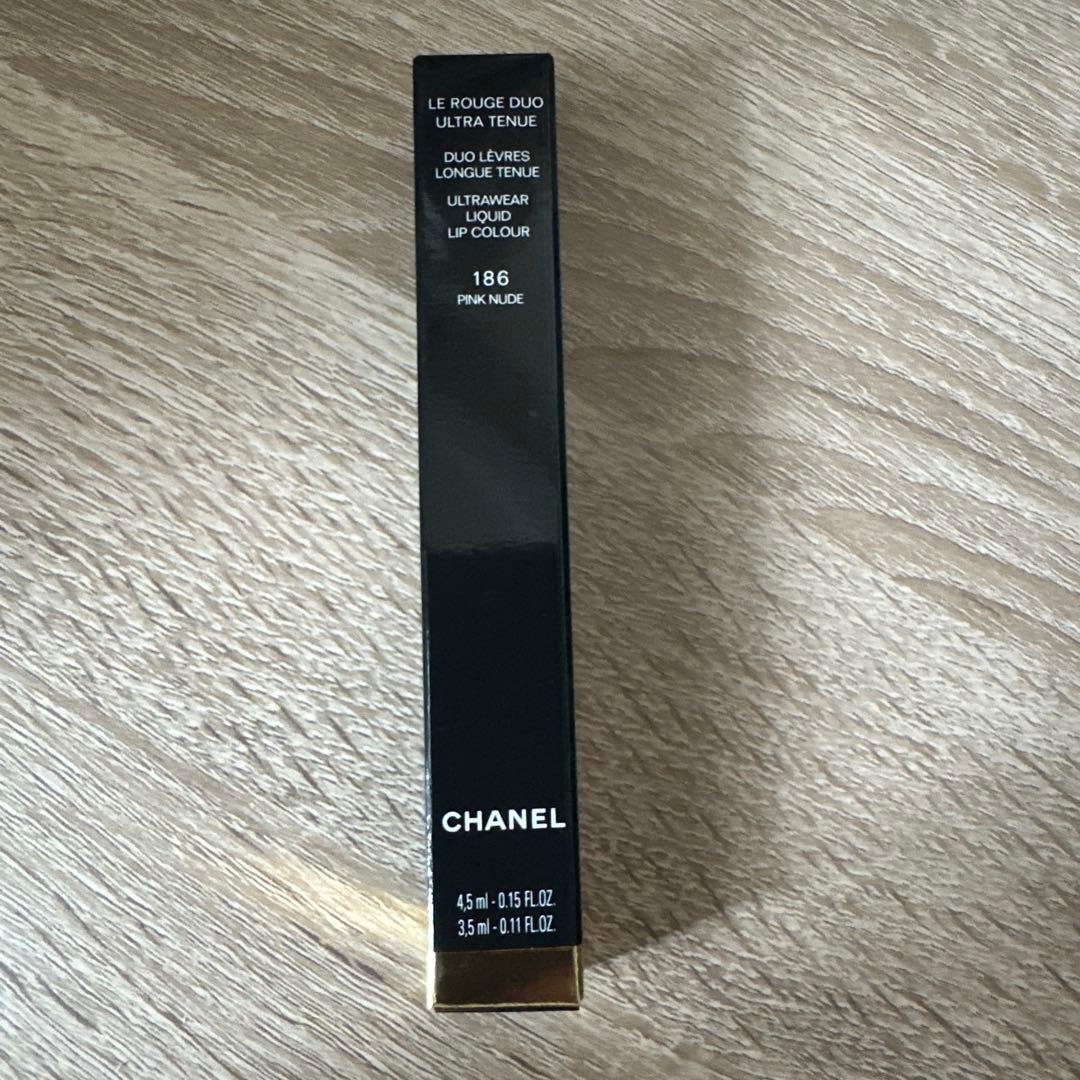 LE ROUGE DUO
ULTRA TENUE
DUO LÈVRES
LONGUE TENUE
ULTRAWEAR
LIQUID
LIP COLOUR
186
PINK NUDE
CHANEL
4,5 ml - 0.15 FL.OZ.
3,5 ml - 0.11 FL.OZ.